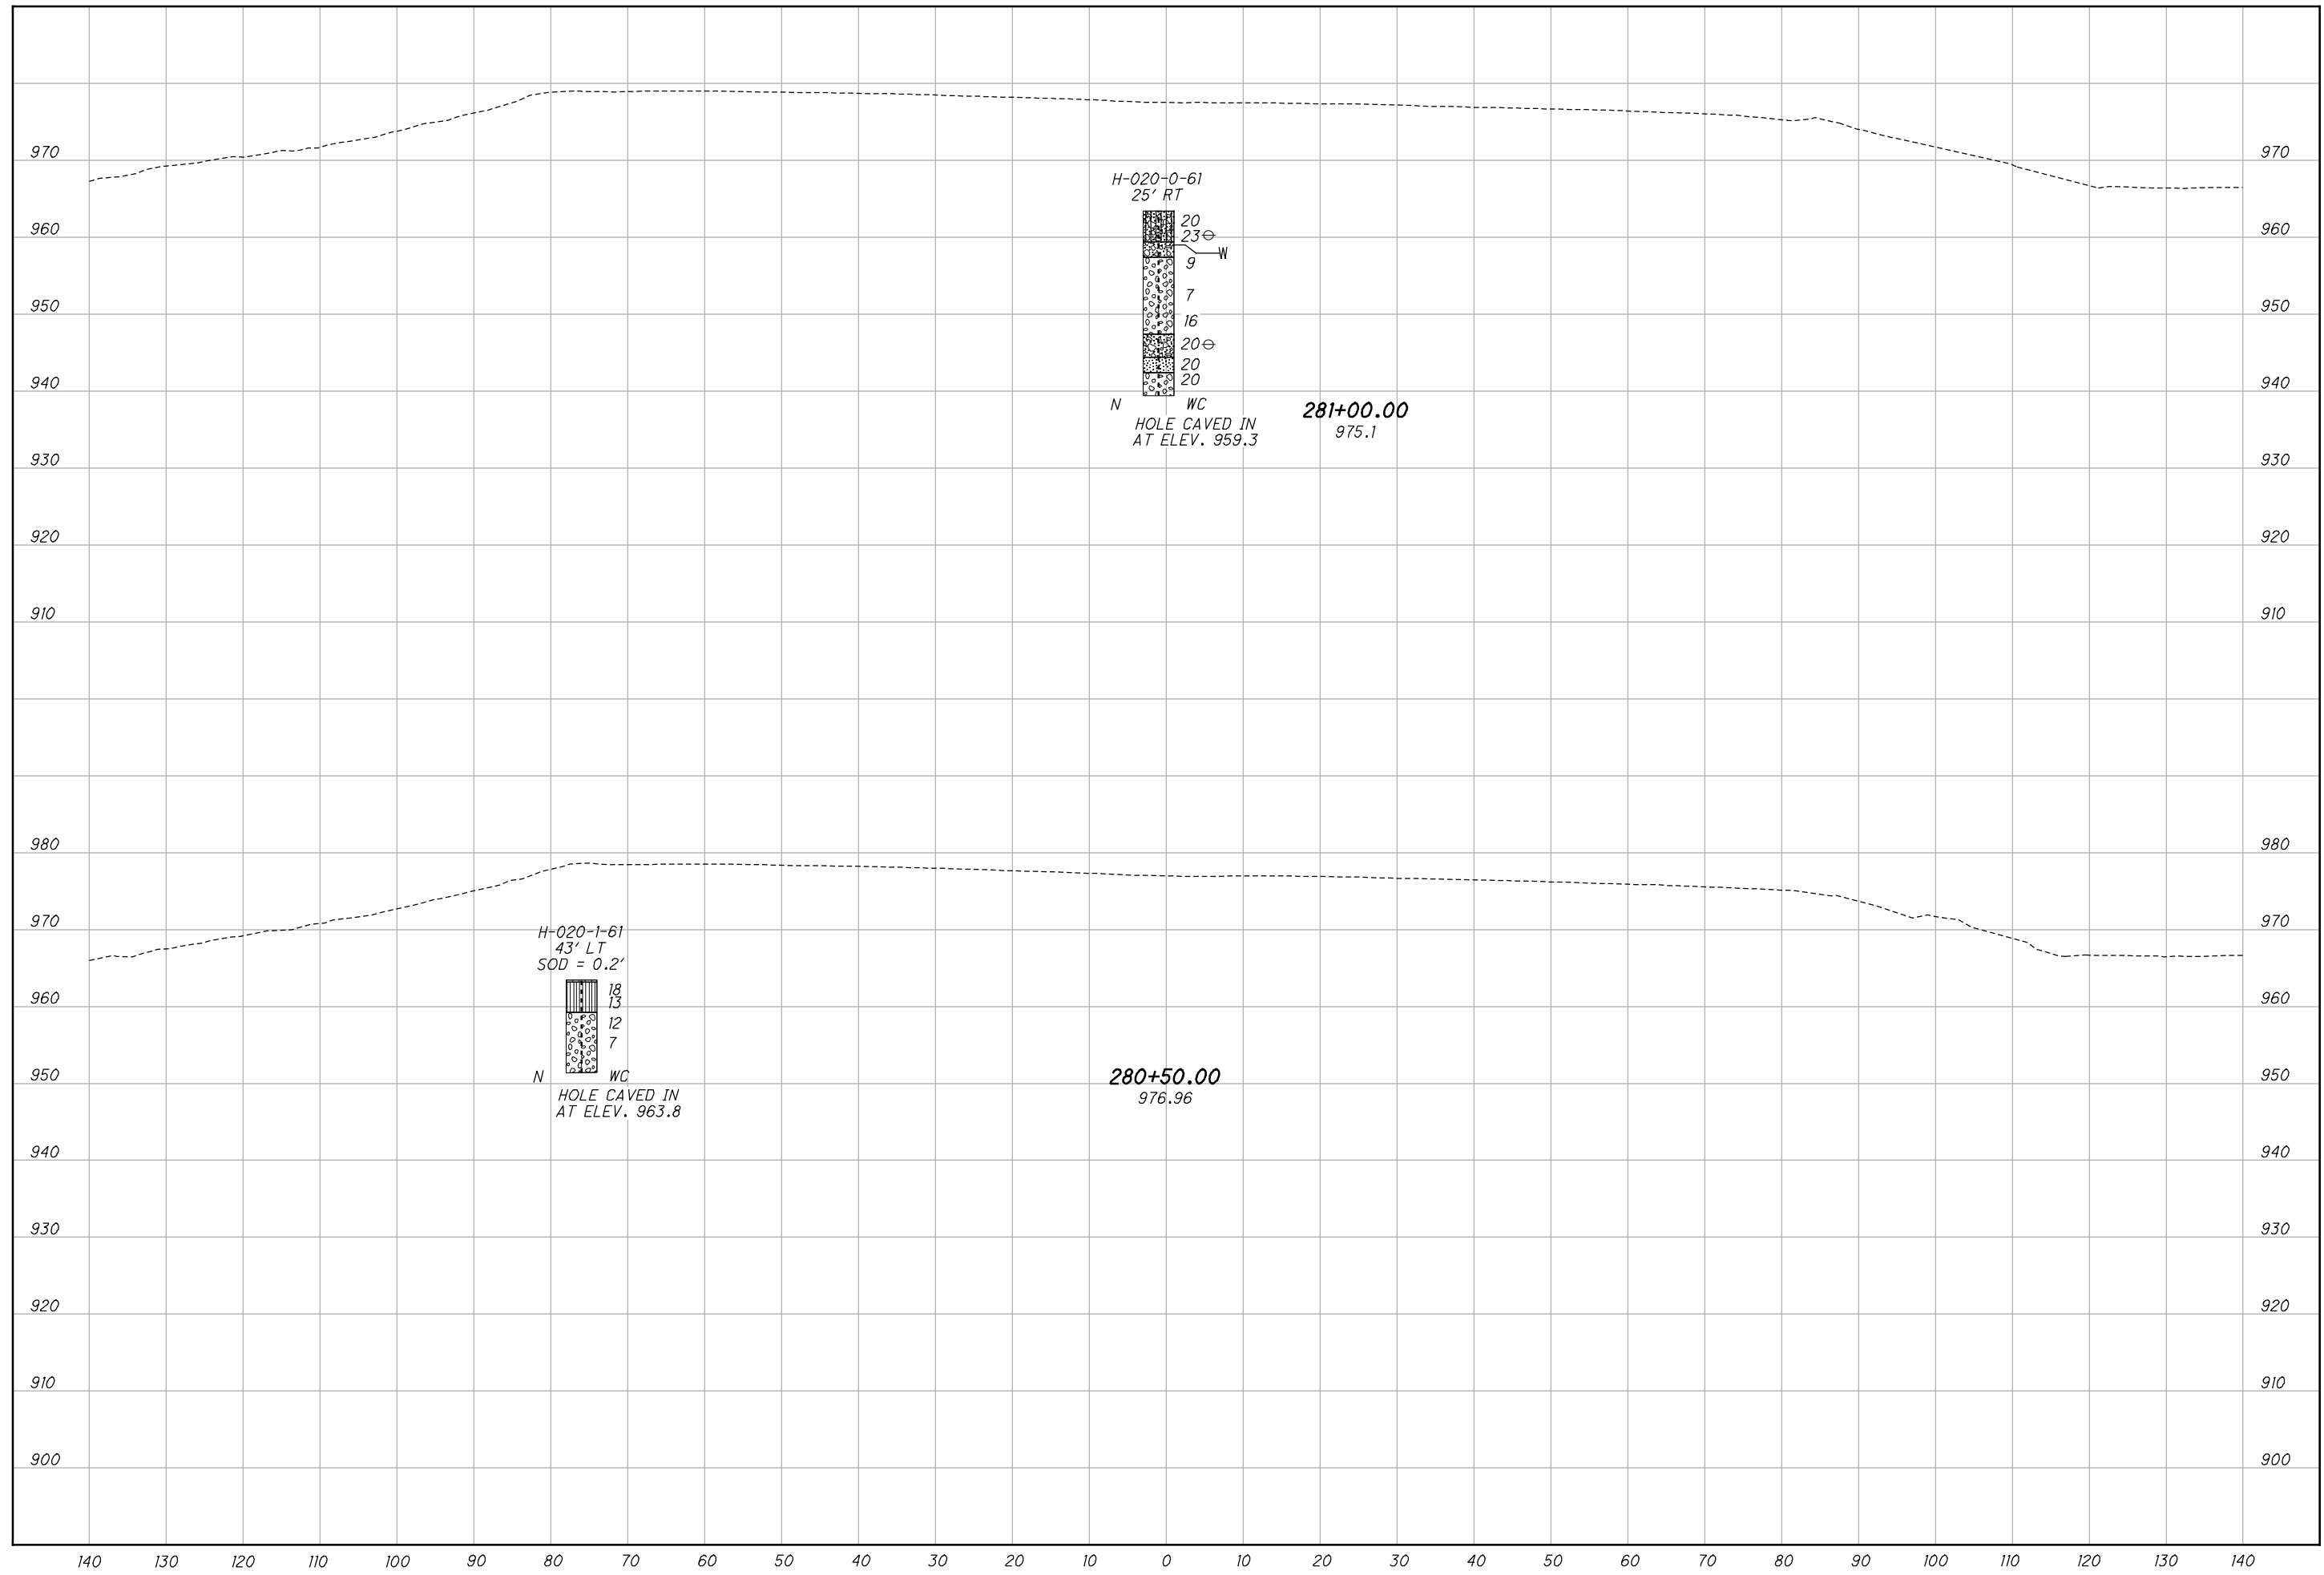 970 970
H-020-0-61
25' RT
20
960 23 960
W
9
950 7 950
16
20
20
940 20 940
N WC 281+00.00
HOLE CAVED IN 975.1
AT ELEV. 959.3
930 930
920 920
910 910
980 980
970 970
H-020-1-61
43' LT
SOD = 0.2'
18
960 13 960
12
7
950 N WC 280+50.00 950
HOLE CAVED IN 976.96
AT ELEV. 963.8
940 940
930 930
920 920
910 910
900 900
140 130 120 110 100 90 80 70 60 50 40 30 20 10 0 10 20 30 40 50 60 70 80 90 100 110 120 130 140